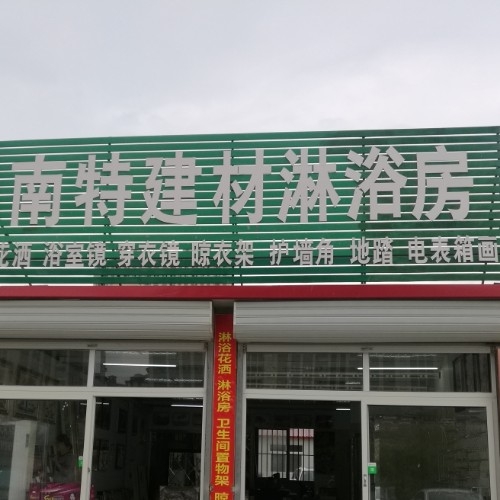 南特建材淋浴房
花洒 浴室镜 穿衣镜 晾衣架 护墙角 地踏 电表箱画
淋浴花洒 淋浴房 卫生间置物架 晾